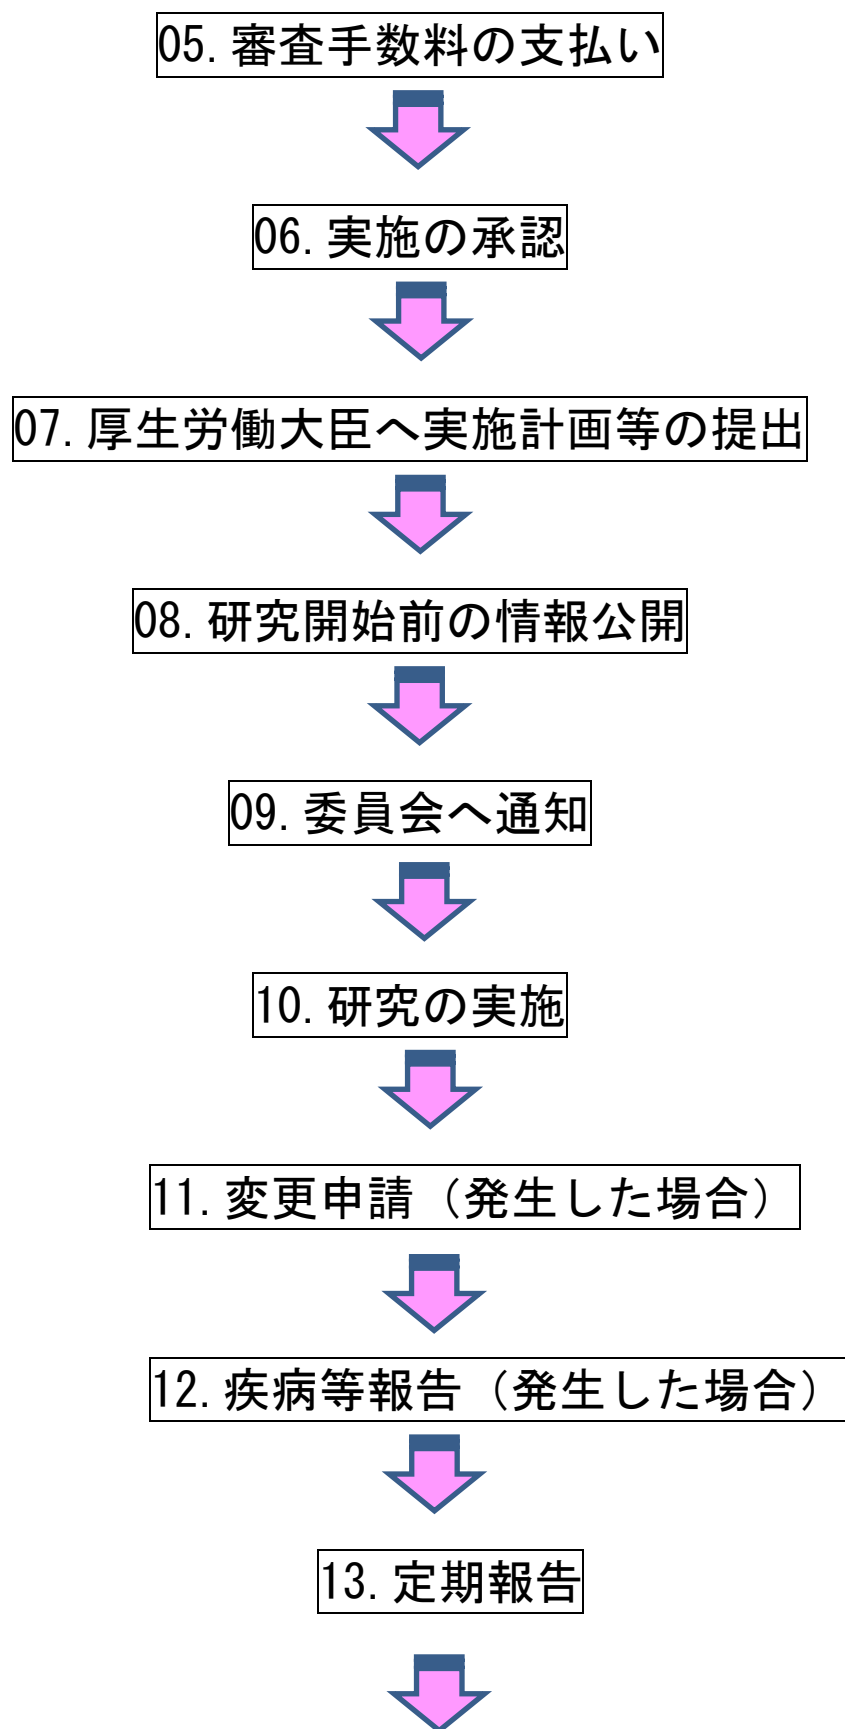 05.審査手数料の支払い
06.実施の承認
07.厚生労働大臣へ実施計画等の提出
08.研究開始前の情報公開
09.委員会へ通知
10.研究の実施
11.変更申請（発生した場合）
12.疾病等報告（発生した場合）
13.定期報告